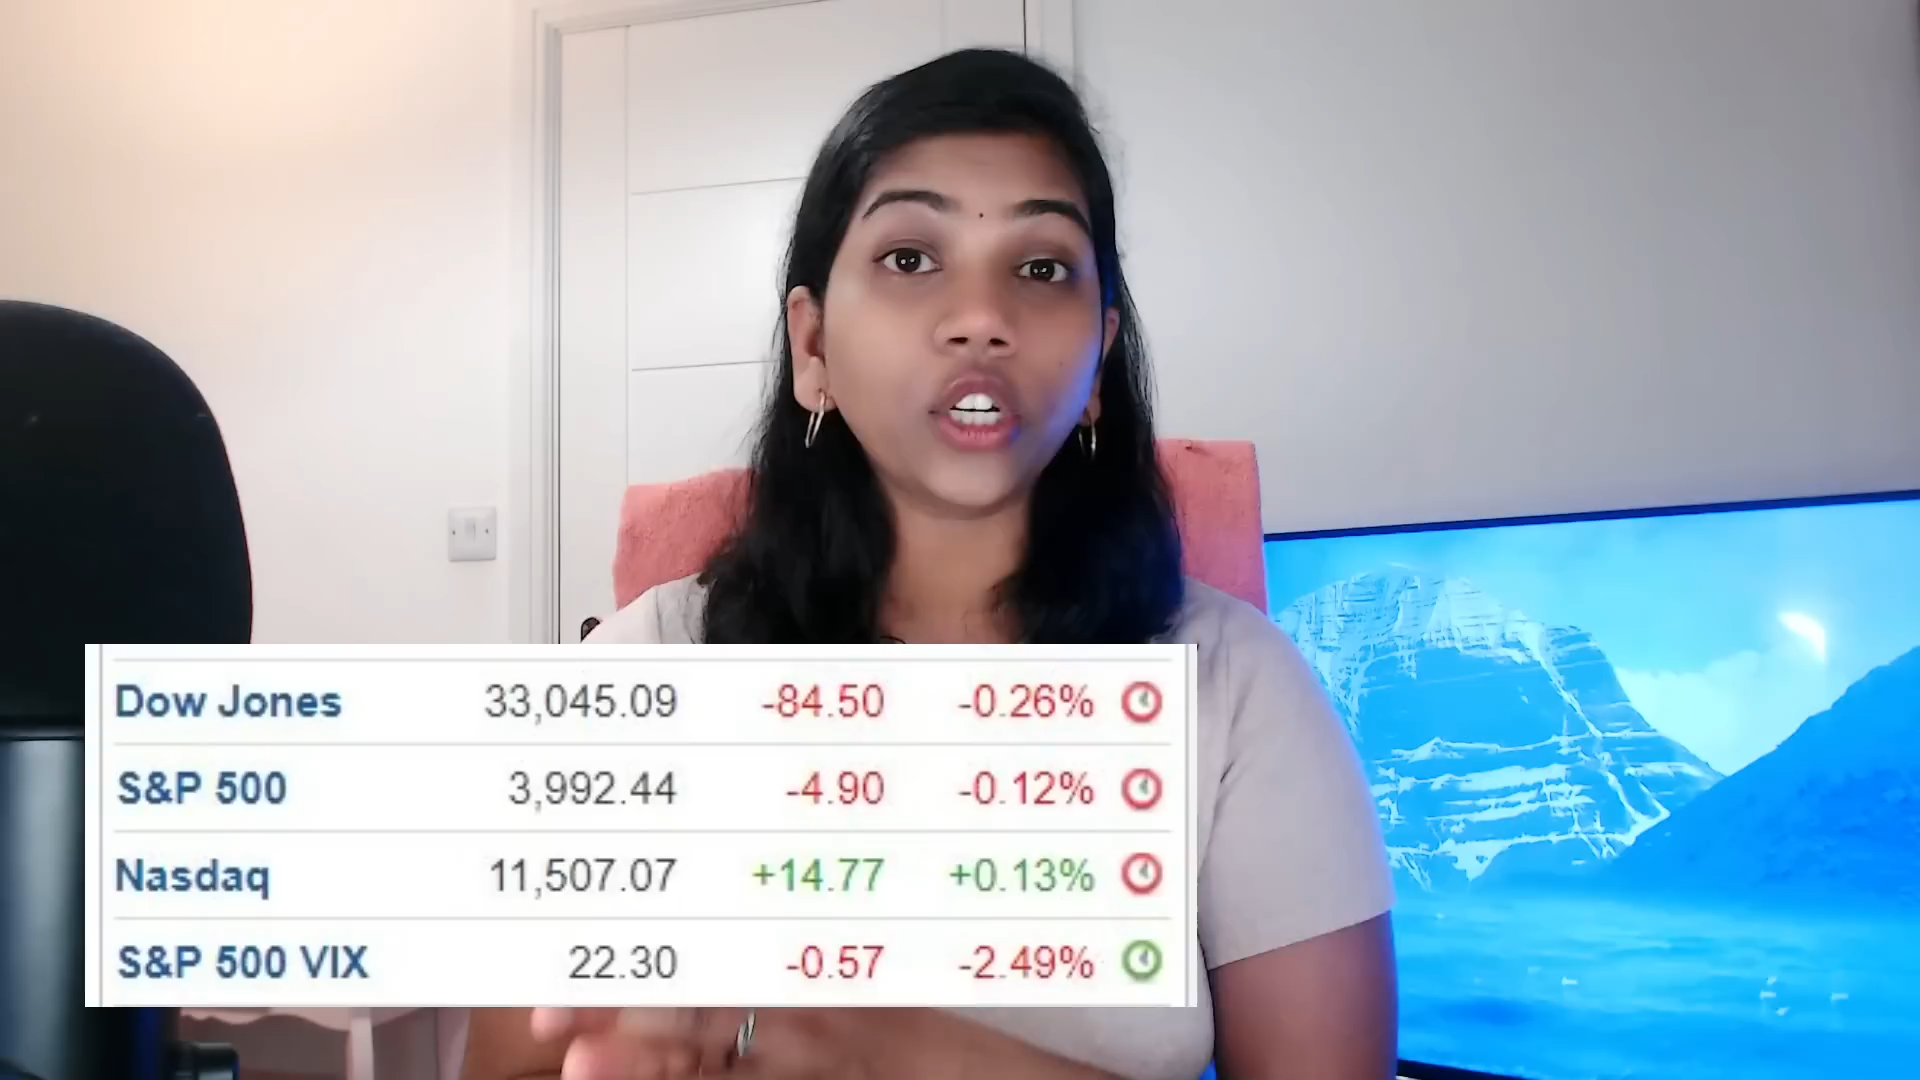 Dow Jones 33,045.09 -84.50 -0.26%
S&P 500 3,992.44 -4.90 -0.12%
Nasdaq 11,507.07 +14.77 +0.13%
S&P 500 VIX 22.30 -0.57 -2.49%